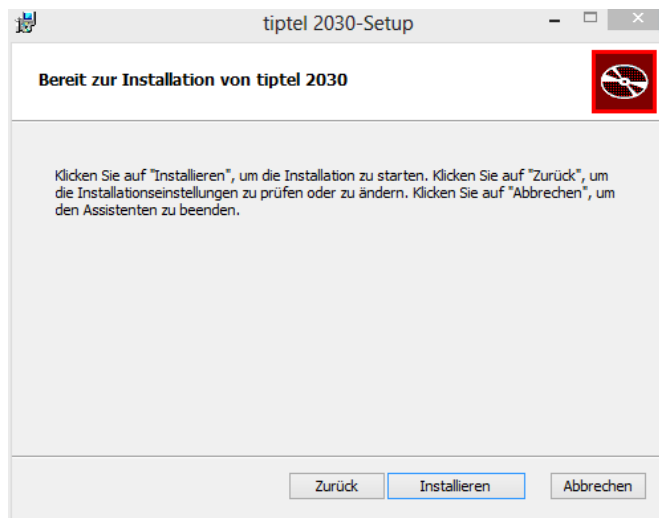 tiptel 2030-Setup
Bereit zur Installation von tiptel 2030
Klicken Sie auf "Installieren", um die Installation zu starten. Klicken Sie auf "Zurück", um
die Installationseinstellungen zu prüfen oder zu ändern. Klicken Sie auf "Abbrechen", um
den Assistenten zu beenden.
Zurück Installieren Abbrechen